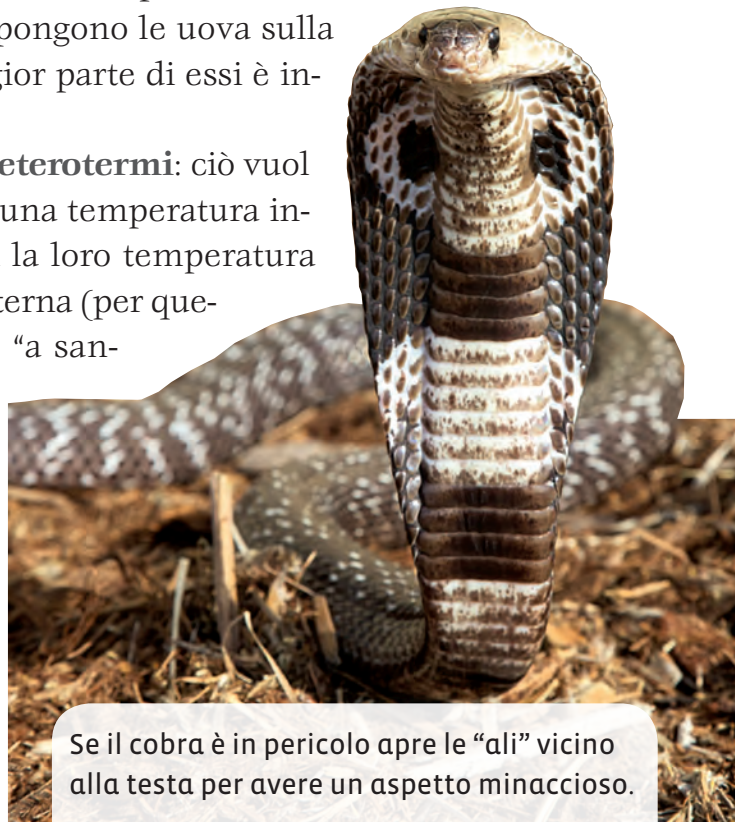 pongono le uova sulla
gior parte di essi è in-
eterotermi: ciò vuol
una temperatura in-
la loro temperatura
terna (per que-
“a san-
Se il cobra è in pericolo apre le “ali” vicino
alla testa per avere un aspetto minaccioso.